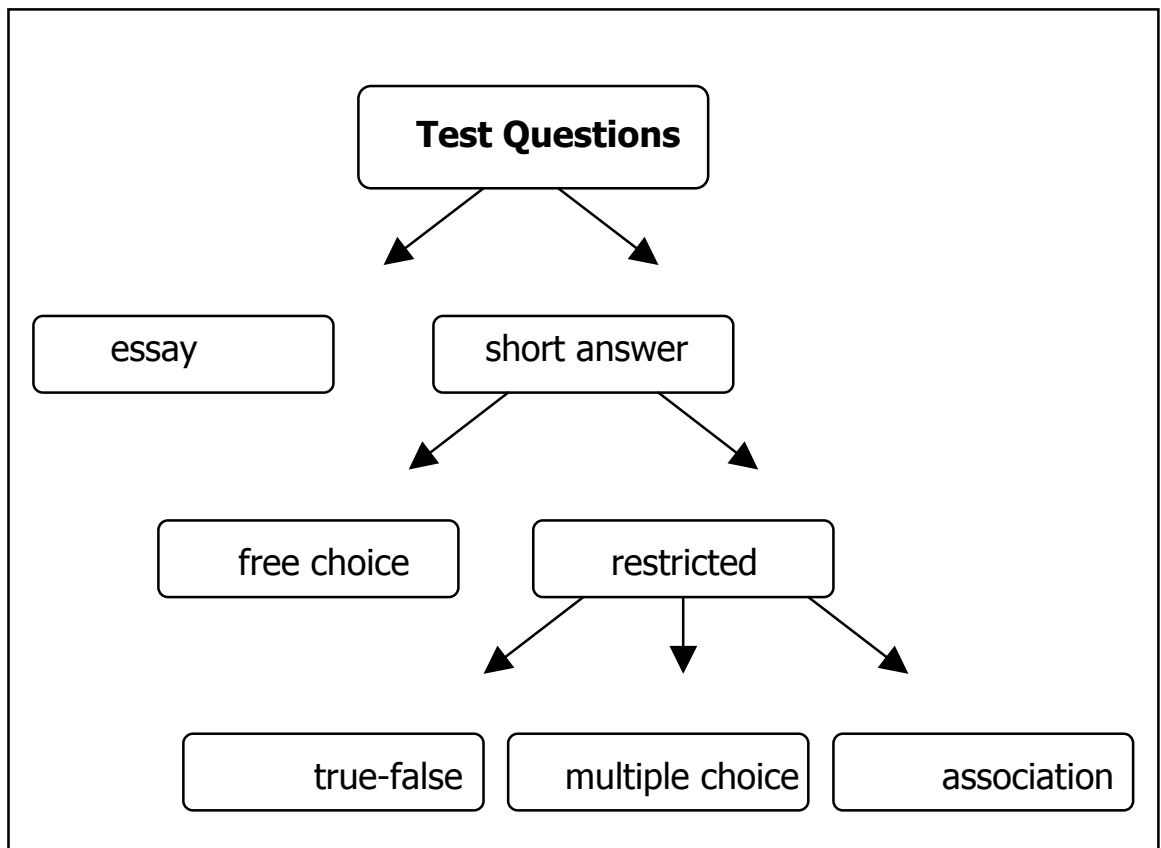 Test Questions
essay
short answer
free choice
restricted
true-false
multiple choice
association